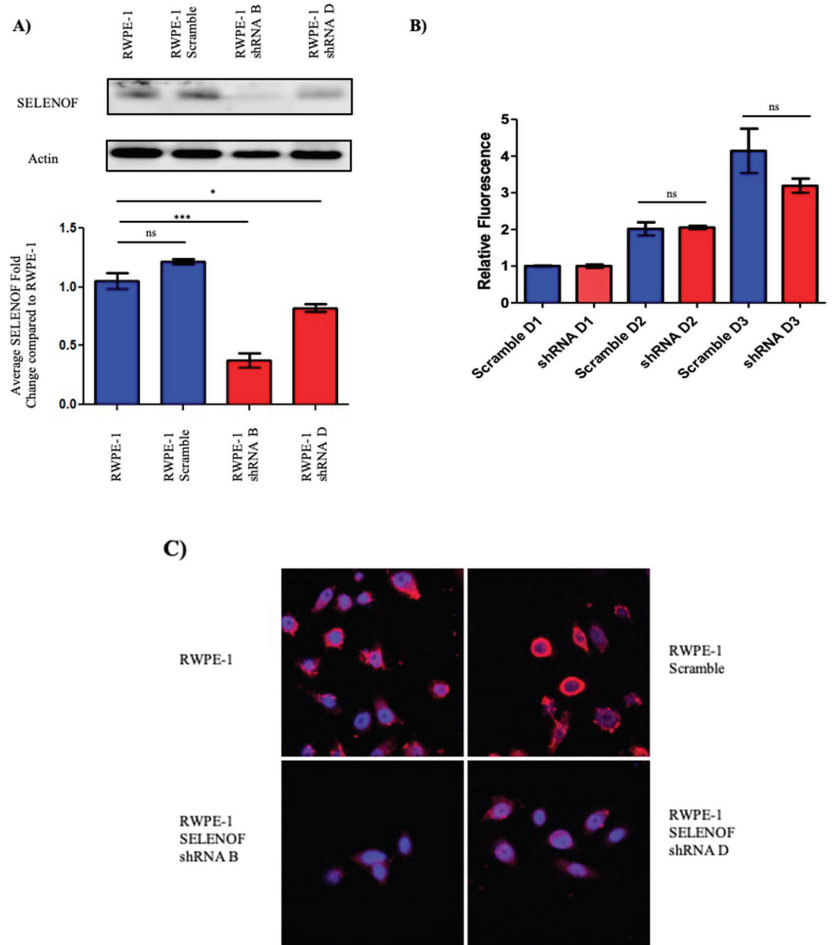 A)
RWPE-1
RWPE-1
Scramble
RWPE-1
shRNA B
RWPE-1
shRNA D
SELENOF
Actin
*
***
ns
Average SELENOF Fold
Change compared to RWPE-1
1.5
1.0
0.5
0.0
RWPE-1
RWPE-1
Scramble
RWPE-1
shRNA B
RWPE-1
shRNA D
B)
Relative Fluorescence
5
4
3
2
1
0
ns
ns
Scramble D1
shRNA D1
Scramble D2
shRNA D2
Scramble D3
shRNA D3
C)
RWPE-1
RWPE-1
Scramble
RWPE-1
SELENOF
shRNA B
RWPE-1
SELENOF
shRNA D